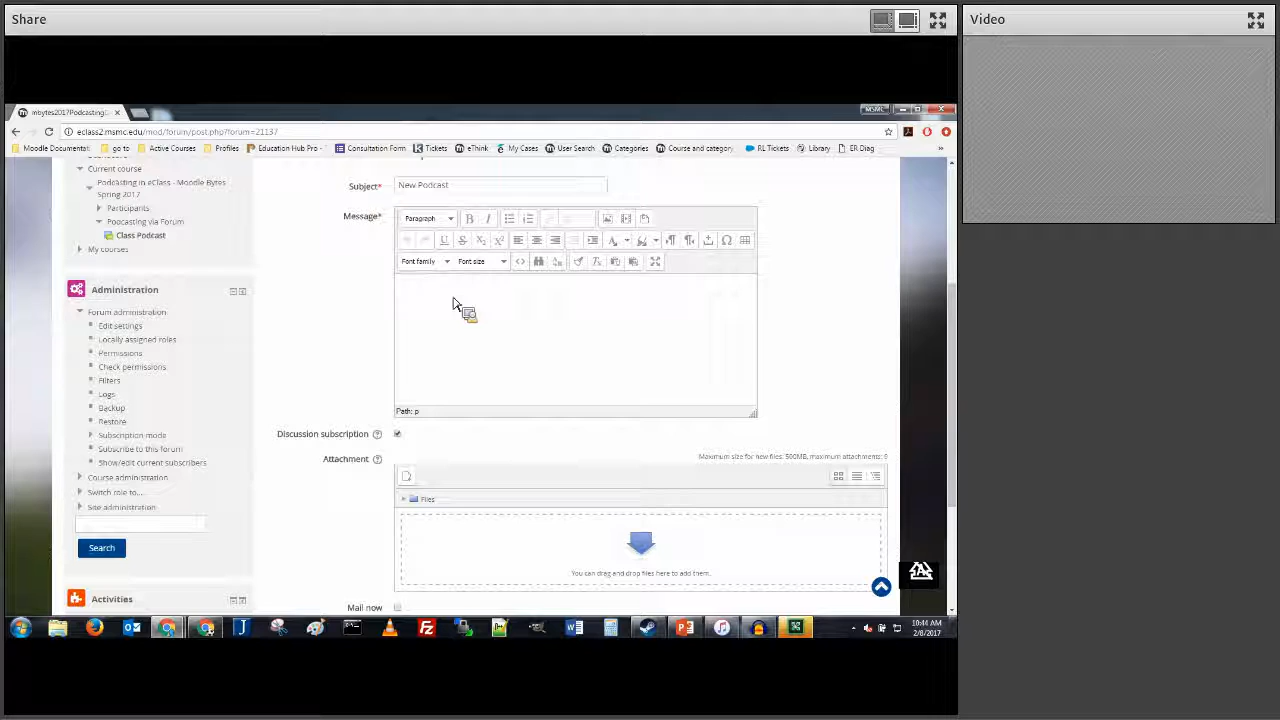 Share
Video
mbytes2017Podcasting:
MSMC
eclass2.msmc.edu/mod/forum/post.php?forum=21137
Moodle Documentat
go to
Active Courses
Profiles
Education Hub Pro -
Consultation Form
Tickets
eThink
My Cases
User Search
Categories
Course and category
RL Tickets
Library
ER Diag
Current course
Podcasting in eClass - Moodle Bytes
Spring 2017
Participants
Podcasting via Forum
Class Podcast
My courses
Administration
Forum administration
Edit settings
Locally assigned roles
Permissions
Check permissions
Filters
Logs
Backup
Restore
Subscription mode
Subscribe to this forum
Show/edit current subscribers
Course administration
Switch role to...
Site administration
Search
Activities
Subject*
New Podcast
Message*
Paragraph
Font family
Font size
Path: p
Discussion subscription
Attachment
Maximum size for new files: 500MB, maximum attachments: 9
Files
You can drag and drop files here to add them.
Mail now
10:44 AM
2/8/2017